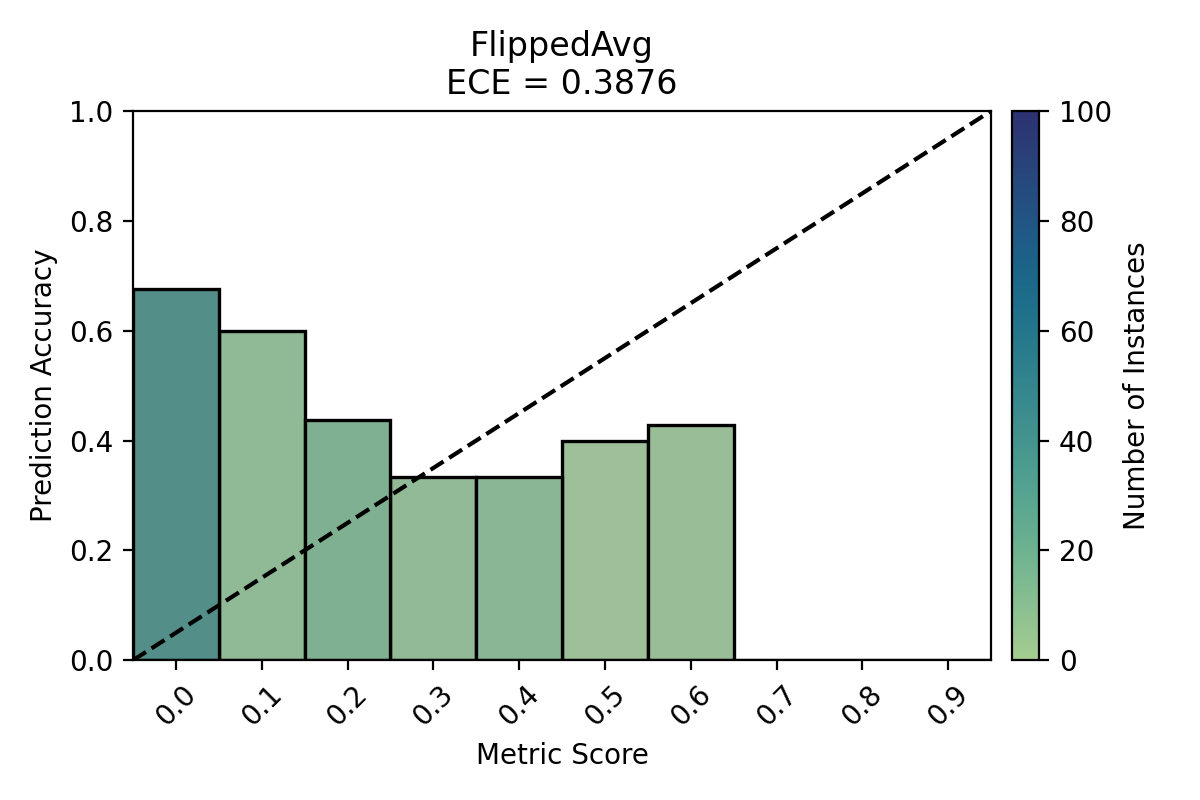 FlippedAvg
ECE = 0.3876
1.0
0.8
0.6
0.4
0.2
0.0
Prediction Accuracy
0.0 0.1 0.2 0.3 0.4 0.5 0.6 0.7 0.8 0.9
Metric Score
100
80
60
40
20
0
Number of Instances